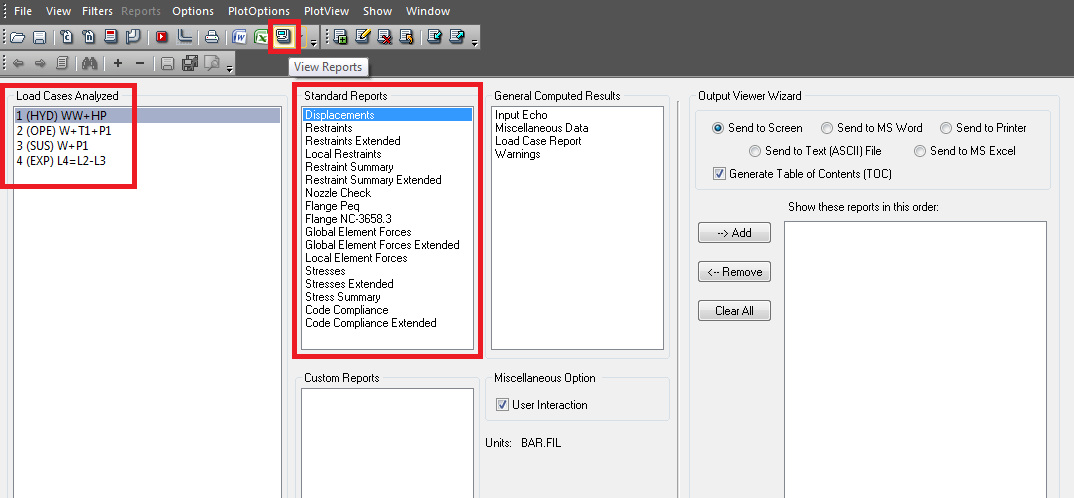 File View Filters Reports Options PlotOptions PlotView Show Window
View Reports
Load Cases Analyzed
1 (HYD) WW+HP
2 (OPE) W+T1+P1
3 (SUS) W+P1
4 (EXP) L4=L2-L3
Standard Reports
Displacements
Restraints
Restraints Extended
Local Restraints
Restraint Summary
Restraint Summary Extended
Nozzle Check
Flange Peq
Flange NC-3658.3
Global Element Forces
Global Element Forces Extended
Local Element Forces
Stresses
Stresses Extended
Stress Summary
Code Compliance
Code Compliance Extended
General Computed Results
Input Echo
Miscellaneous Data
Load Case Report
Warnings
Custom Reports
Miscellaneous Option
User Interaction
Units: BAR.FIL
Output Viewer Wizard
Send to Screen Send to MS Word Send to Printer
Send to Text (ASCII) File Send to MS Excel
Generate Table of Contents (TOC)
Show these reports in this order:
--> Add
<-- Remove
Clear All